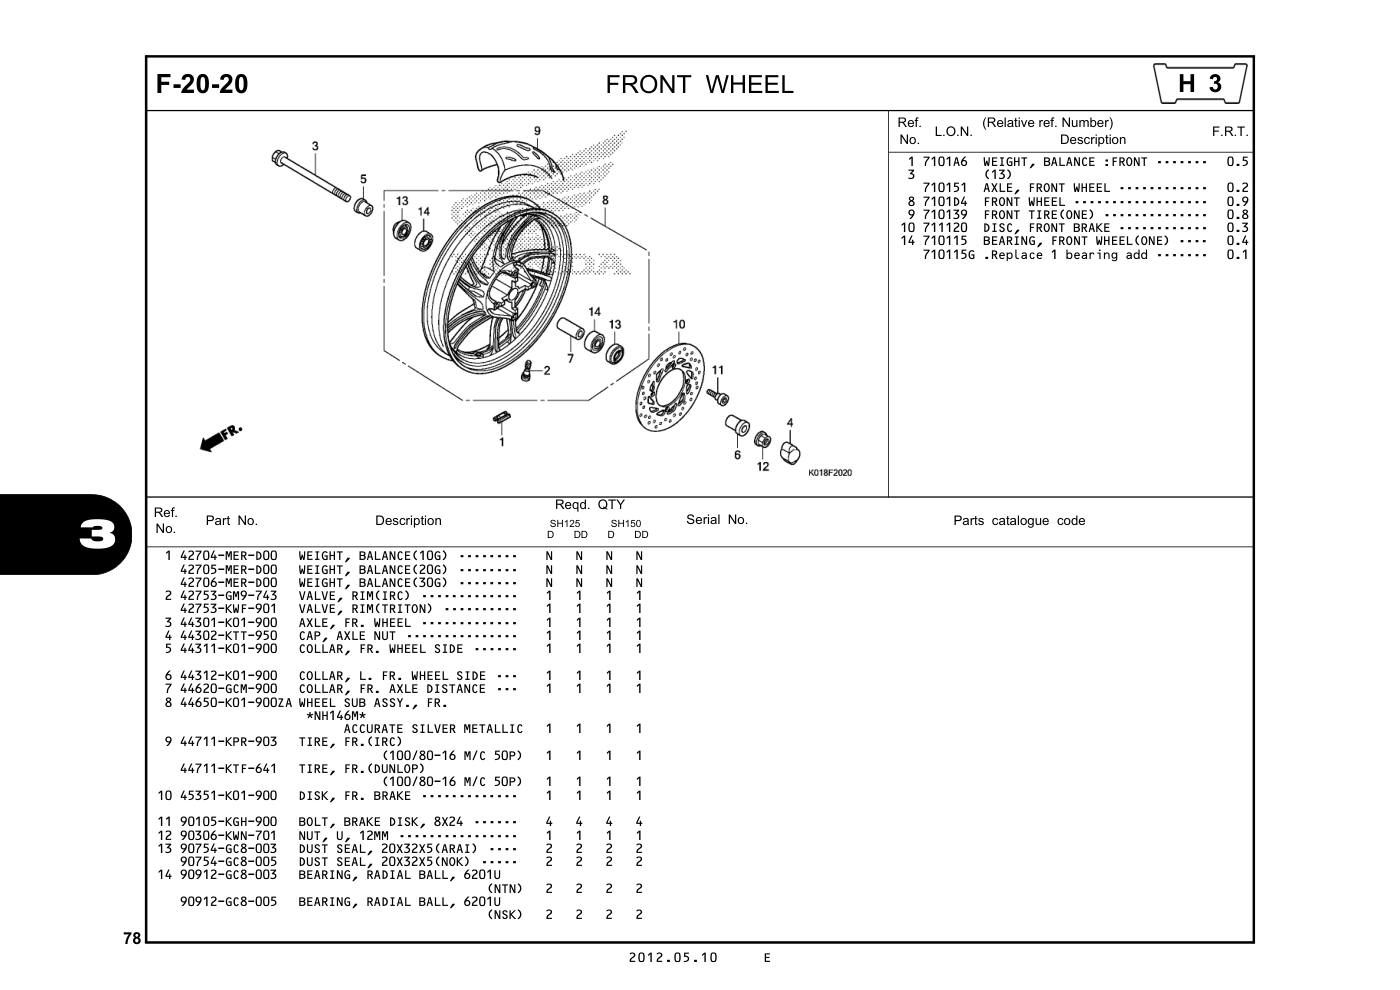 F-20-20 FRONT WHEEL H 3
Ref. No. L.O.N. (Relative ref. Number) Description F.R.T.
1 7101A6 WEIGHT, BALANCE :FRONT ------- 0.5
3 (13)
710151 AXLE, FRONT WHEEL ------------ 0.2
8 7101D4 FRONT WHEEL ------------------ 0.9
9 710139 FRONT TIRE(ONE) -------------- 0.8
10 711120 DISC, FRONT BRAKE ------------ 0.3
14 710115 BEARING, FRONT WHEEL(ONE) ---- 0.4
710115G .Replace 1 bearing add ------- 0.1
3
5
13
14
9
8
14
13
7
2
1
10
11
6
12
4
FR.
K018F2020
3
Ref. No. Part No. Description Reqd. QTY Serial No. Parts catalogue code
SH125 SH150
D DD D DD
1 42704-MER-D00 WEIGHT, BALANCE(10G) -------- N N N N
42705-MER-D00 WEIGHT, BALANCE(20G) -------- N N N N
42706-MER-D00 WEIGHT, BALANCE(30G) -------- N N N N
2 42753-GM9-743 VALVE, RIM(IRC) ------------- 1 1 1 1
42753-KWF-901 VALVE, RIM(TRITON) ---------- 1 1 1 1
3 44301-K01-900 AXLE, FR. WHEEL -------------- 1 1 1 1
4 44302-KTT-950 CAP, AXLE NUT --------------- 1 1 1 1
5 44311-K01-900 COLLAR, FR. WHEEL SIDE ------ 1 1 1 1
6 44312-K01-900 COLLAR, L. FR. WHEEL SIDE --- 1 1 1 1
7 44620-GCM-900 COLLAR, FR. AXLE DISTANCE --- 1 1 1 1
8 44650-K01-900ZA WHEEL SUB ASSY., FR.
*NH146M*
ACCURATE SILVER METALLIC 1 1 1 1
9 44711-KPR-903 TIRE, FR.(IRC)
(100/80-16 M/C 50P) 1 1 1 1
44711-KTF-641 TIRE, FR.(DUNLOP)
(100/80-16 M/C 50P) 1 1 1 1
10 45351-K01-900 DISK, FR. BRAKE ------------- 1 1 1 1
11 90105-KGH-900 BOLT, BRAKE DISK, 8X24 ------ 4 4 4 4
12 90306-KWN-701 NUT, U, 12MM ---------------- 1 1 1 1
13 90754-GC8-003 DUST SEAL, 20X32X5(ARAI) ---- 2 2 2 2
90754-GC8-005 DUST SEAL, 20X32X5(NOK) ----- 2 2 2 2
14 90912-GC8-003 BEARING, RADIAL BALL, 6201U
(NTN) 2 2 2 2
90912-GC8-005 BEARING, RADIAL BALL, 6201U
(NSK) 2 2 2 2
78
2012.05.10 E